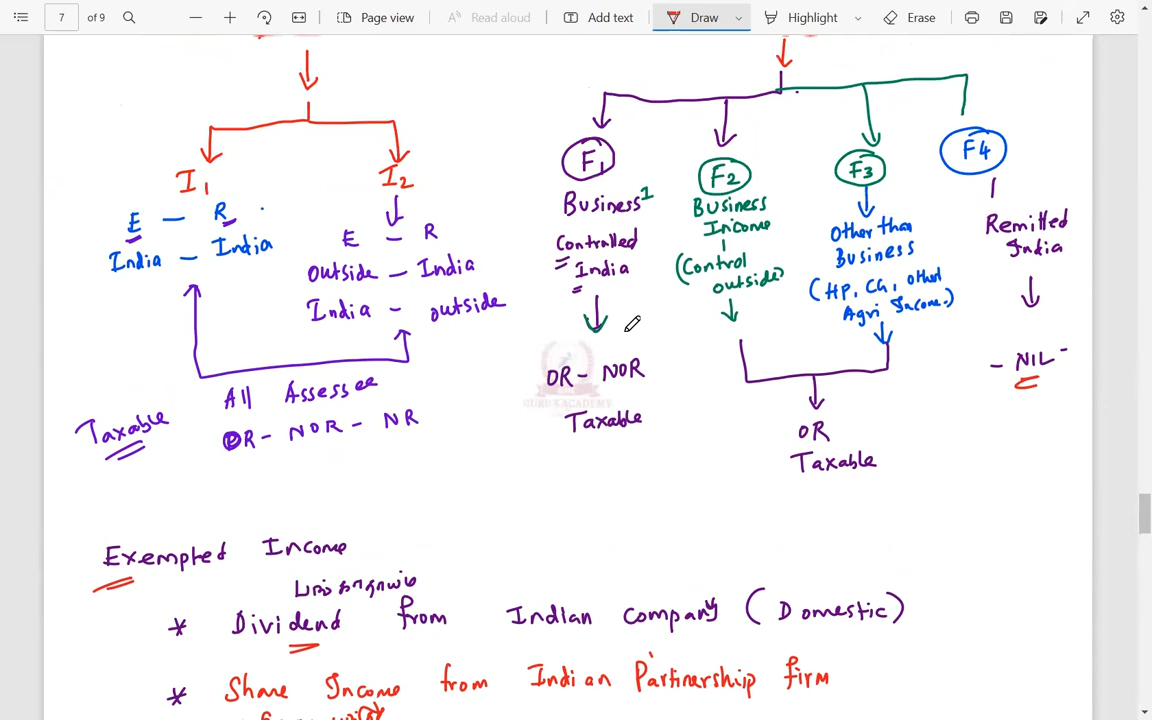 7 of 9
Page view
Read aloud
Add text
Draw
Highlight
Erase
I1
I2
E - R
India - India
E - R
outside - India
India - outside
All Assessee
OR - NOR - NR
Taxable
F1
Business
Controlled
India
OR - NOR
Taxable
F2
Business
Income
(Control
outside)
F3
Other than
Business
(HP, CG, other
Agri Income.)
OR
Taxable
F4
Remitted
India
- NIL -
Exempted Income
* Dividend from Indian company (Domestic)
* Share Income from Indian Partnership firm